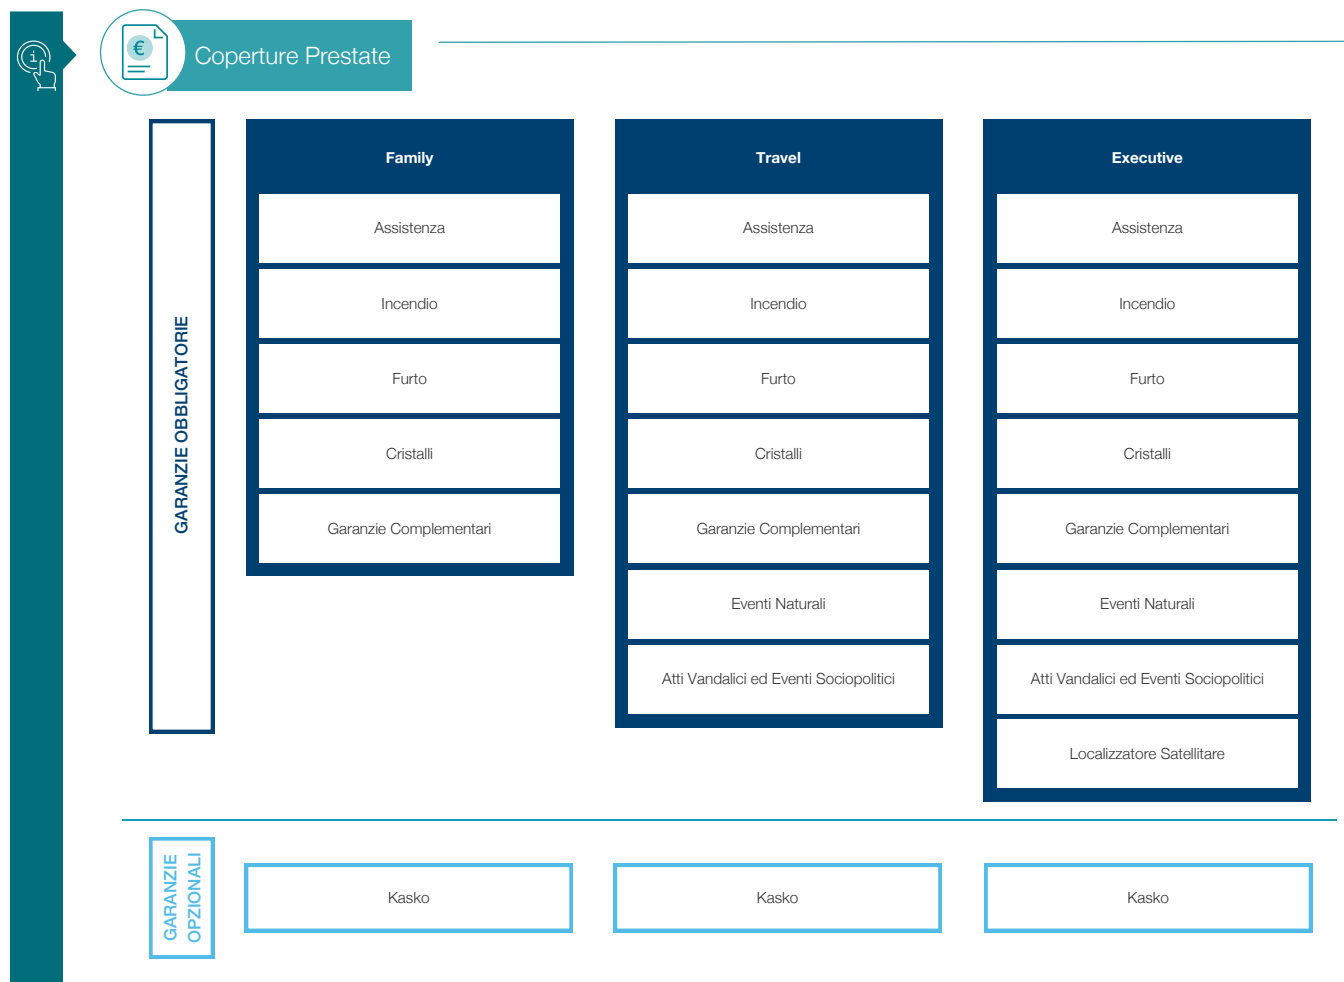 Coperture Prestate
GARANZIE OBBLIGATORIE
Family
Assistenza
Incendio
Furto
Cristalli
Garanzie Complementari
Travel
Assistenza
Incendio
Furto
Cristalli
Garanzie Complementari
Eventi Naturali
Atti Vandalici ed Eventi Sociopolitici
Executive
Assistenza
Incendio
Furto
Cristalli
Garanzie Complementari
Eventi Naturali
Atti Vandalici ed Eventi Sociopolitici
Localizzatore Satellitare
GARANZIE
OPZIONALI
Kasko
Kasko
Kasko